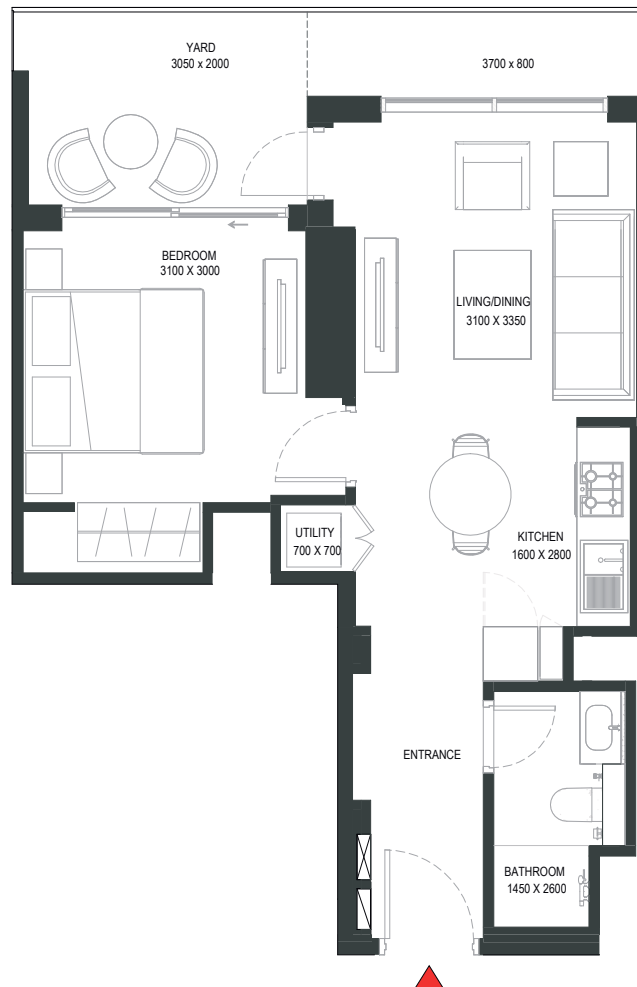 YARD
3050 x 2000
3700 x 800
BEDROOM
3100 X 3000
LIVING/DINING
3100 X 3350
UTILITY
700 X 700
KITCHEN
1600 X 2800
ENTRANCE
BATHROOM
1450 X 2600